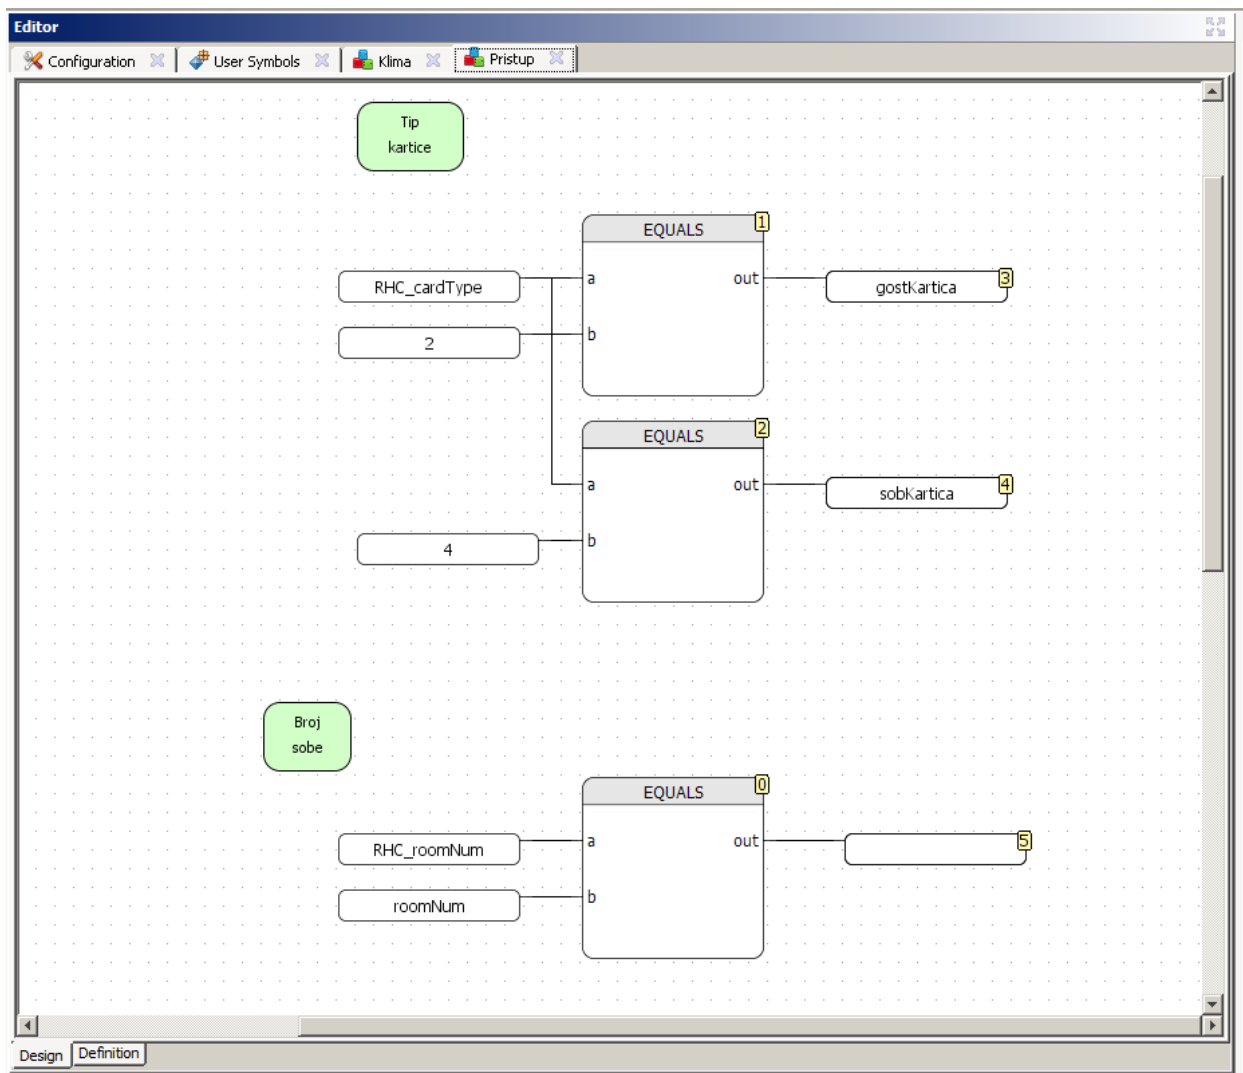 Editor
Configuration
User Symbols
Klima
Pristup
Tip
kartice
EQUALS
1
RHC_cardType
a
out
gostKartica
3
2
b
EQUALS
2
a
out
sobKartica
4
4
b
Broj
sobe
EQUALS
0
RHC_roomNum
a
out
5
roomNum
b
Design
Definition